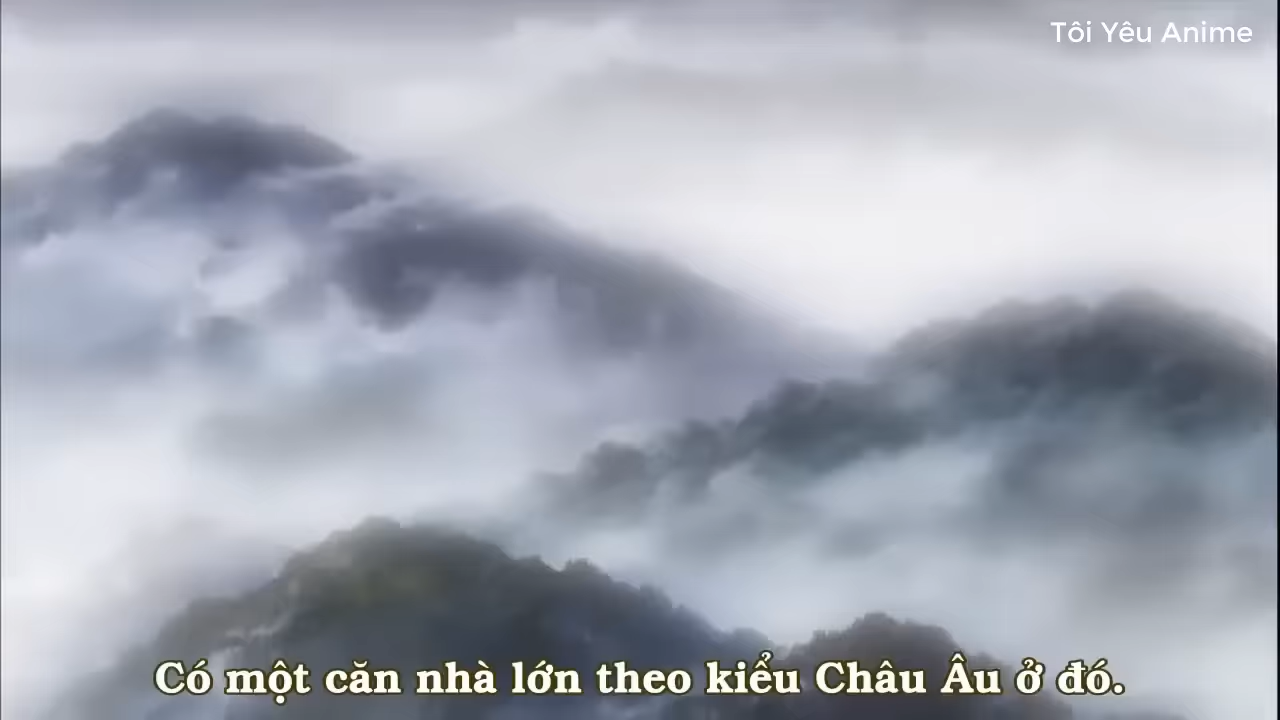 Tôi Yêu Anime
Có một căn nhà lớn theo kiểu Châu Âu ở đó.